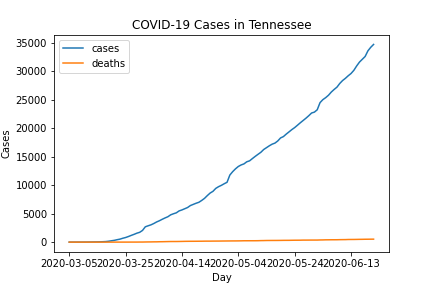 COVID-19 Cases in Tennessee
cases
deaths
35000
30000
25000
20000
15000
10000
5000
0
Cases
2020-03-05 2020-03-25 2020-04-14 2020-05-04 2020-05-24 2020-06-13
Day